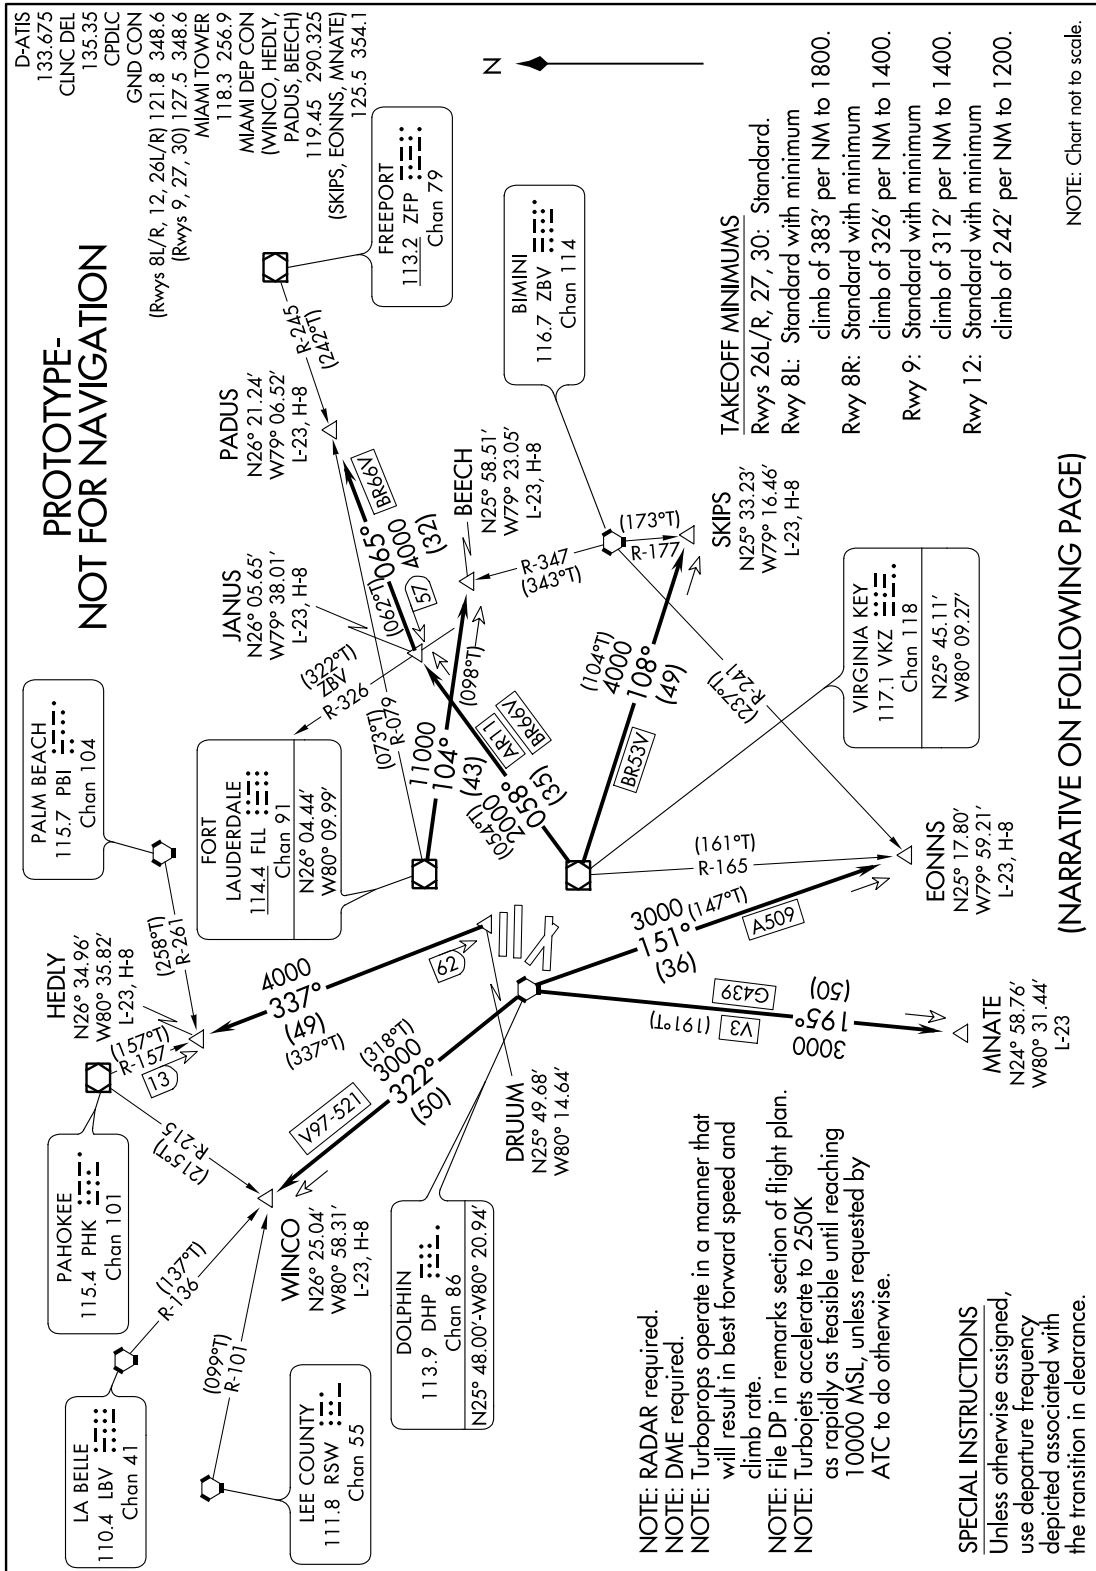 PROTOTYPE-
NOT FOR NAVIGATION
D-ATIS
133.675
CLNC DEL
135.35
CPDLC
GND CON
(Rwys 8L/R, 12, 26L/R) 121.8 348.6
(Rwys 9, 27, 30) 127.5 348.6
MIAMI TOWER
118.3 256.9
MIAMI DEP CON
(WINCO, HEDLY,
PADUS, BEECH)
119.45 290.325
(SKIPS, EONNS, MNATE)
125.5 354.1
N
LA BELLE
110.4 LBV
Chan 41
R-136
(137°T)
LEE COUNTY
111.8 RSW
Chan 55
(099°T)
R-101
PAHOKEE
115.4 PHK
Chan 101
R-215
(215°T)
(157°T)
R-157
13
PALM BEACH
115.7 PBI
Chan 104
(258°T)
R-261
HEDLY
N26° 34.96'
W80° 35.82'
L-23, H-8
WINCO
N26° 25.04'
W80° 58.31'
L-23, H-8
V97-521
(318°T)
3000
322°
(50)
4000
337°
(49)
(337°T)
62
DRUUM
N25° 49.68'
W80° 14.64'
DOLPHIN
113.9 DHP
Chan 86
N25° 48.00'-W80° 20.94'
FORT
LAUDERDALE
114.4 FLL
Chan 91
N26° 04.44'
W80° 09.99'
(073°T)
R-079
(322°T)
ZBV
R-326
JANUS
N26° 05.65'
W79° 38.01'
L-23, H-8
PADUS
N26° 21.24'
W79° 06.52'
L-23, H-8
R-245
(242°T)
FREEPORT
113.2 ZFP
Chan 79
(062°T)
065°
BR66V
4000
(32)
57
BEECH
N25° 58.51'
W79° 23.05'
L-23, H-8
11000
104°
(43)
(098°T)
(054°T)
2000
058°
(35)
AR11
BR66V
R-347
(343°T)
BIMINI
116.7 ZBV
Chan 114
(173°T)
R-177
SKIPS
N25° 33.23'
W79° 16.46'
L-23, H-8
(104°T)
4000
108°
(49)
BR53V
R-241
(237°T)
VIRGINIA KEY
117.1 VKZ
Chan 118
N25° 45.11'
W80° 09.27'
(161°T)
R-165
EONNS
N25° 17.80'
W79° 59.21'
L-23, H-8
3000
151°
(147°T)
(36)
A509
G439
V3
(50)
195°
(191°T)
3000
MNATE
N24° 58.76'
W80° 31.44'
L-23
TAKEOFF MINIMUMS
Rwys 26L/R, 27, 30: Standard.
Rwy 8L: Standard with minimum
climb of 383' per NM to 1800.
Rwy 8R: Standard with minimum
climb of 326' per NM to 1400.
Rwy 9: Standard with minimum
climb of 312' per NM to 1400.
Rwy 12: Standard with minimum
climb of 242' per NM to 1200.
NOTE: RADAR required.
NOTE: DME required.
NOTE: Turboprops operate in a manner that
will result in best forward speed and
climb rate.
NOTE: File DP in remarks section of flight plan.
NOTE: Turbojets accelerate to 250K
as rapidly as feasible until reaching
10000 MSL, unless requested by
ATC to do otherwise.
SPECIAL INSTRUCTIONS
Unless otherwise assigned,
use departure frequency
depicted associated with
the transition in clearance.
(NARRATIVE ON FOLLOWING PAGE)
NOTE: Chart not to scale.